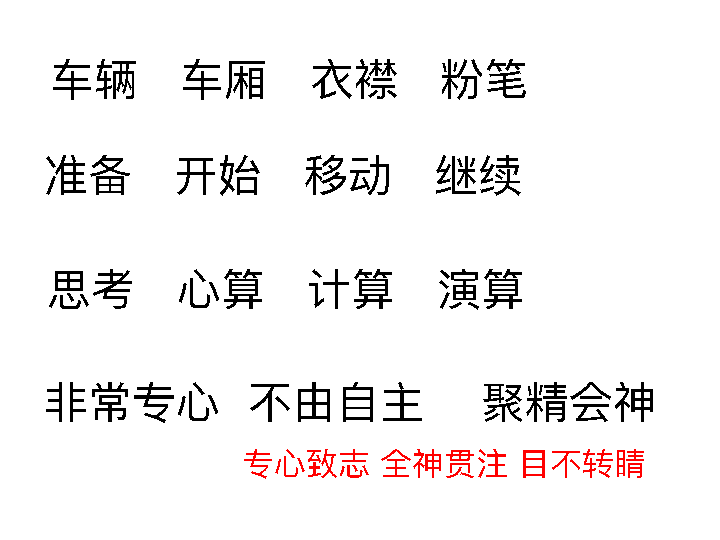 车辆 车厢 衣襟 粉笔
准备 开始 移动 继续
思考 心算 计算 演算
非常专心 不由自主 聚精会神
专心致志 全神贯注 目不转睛